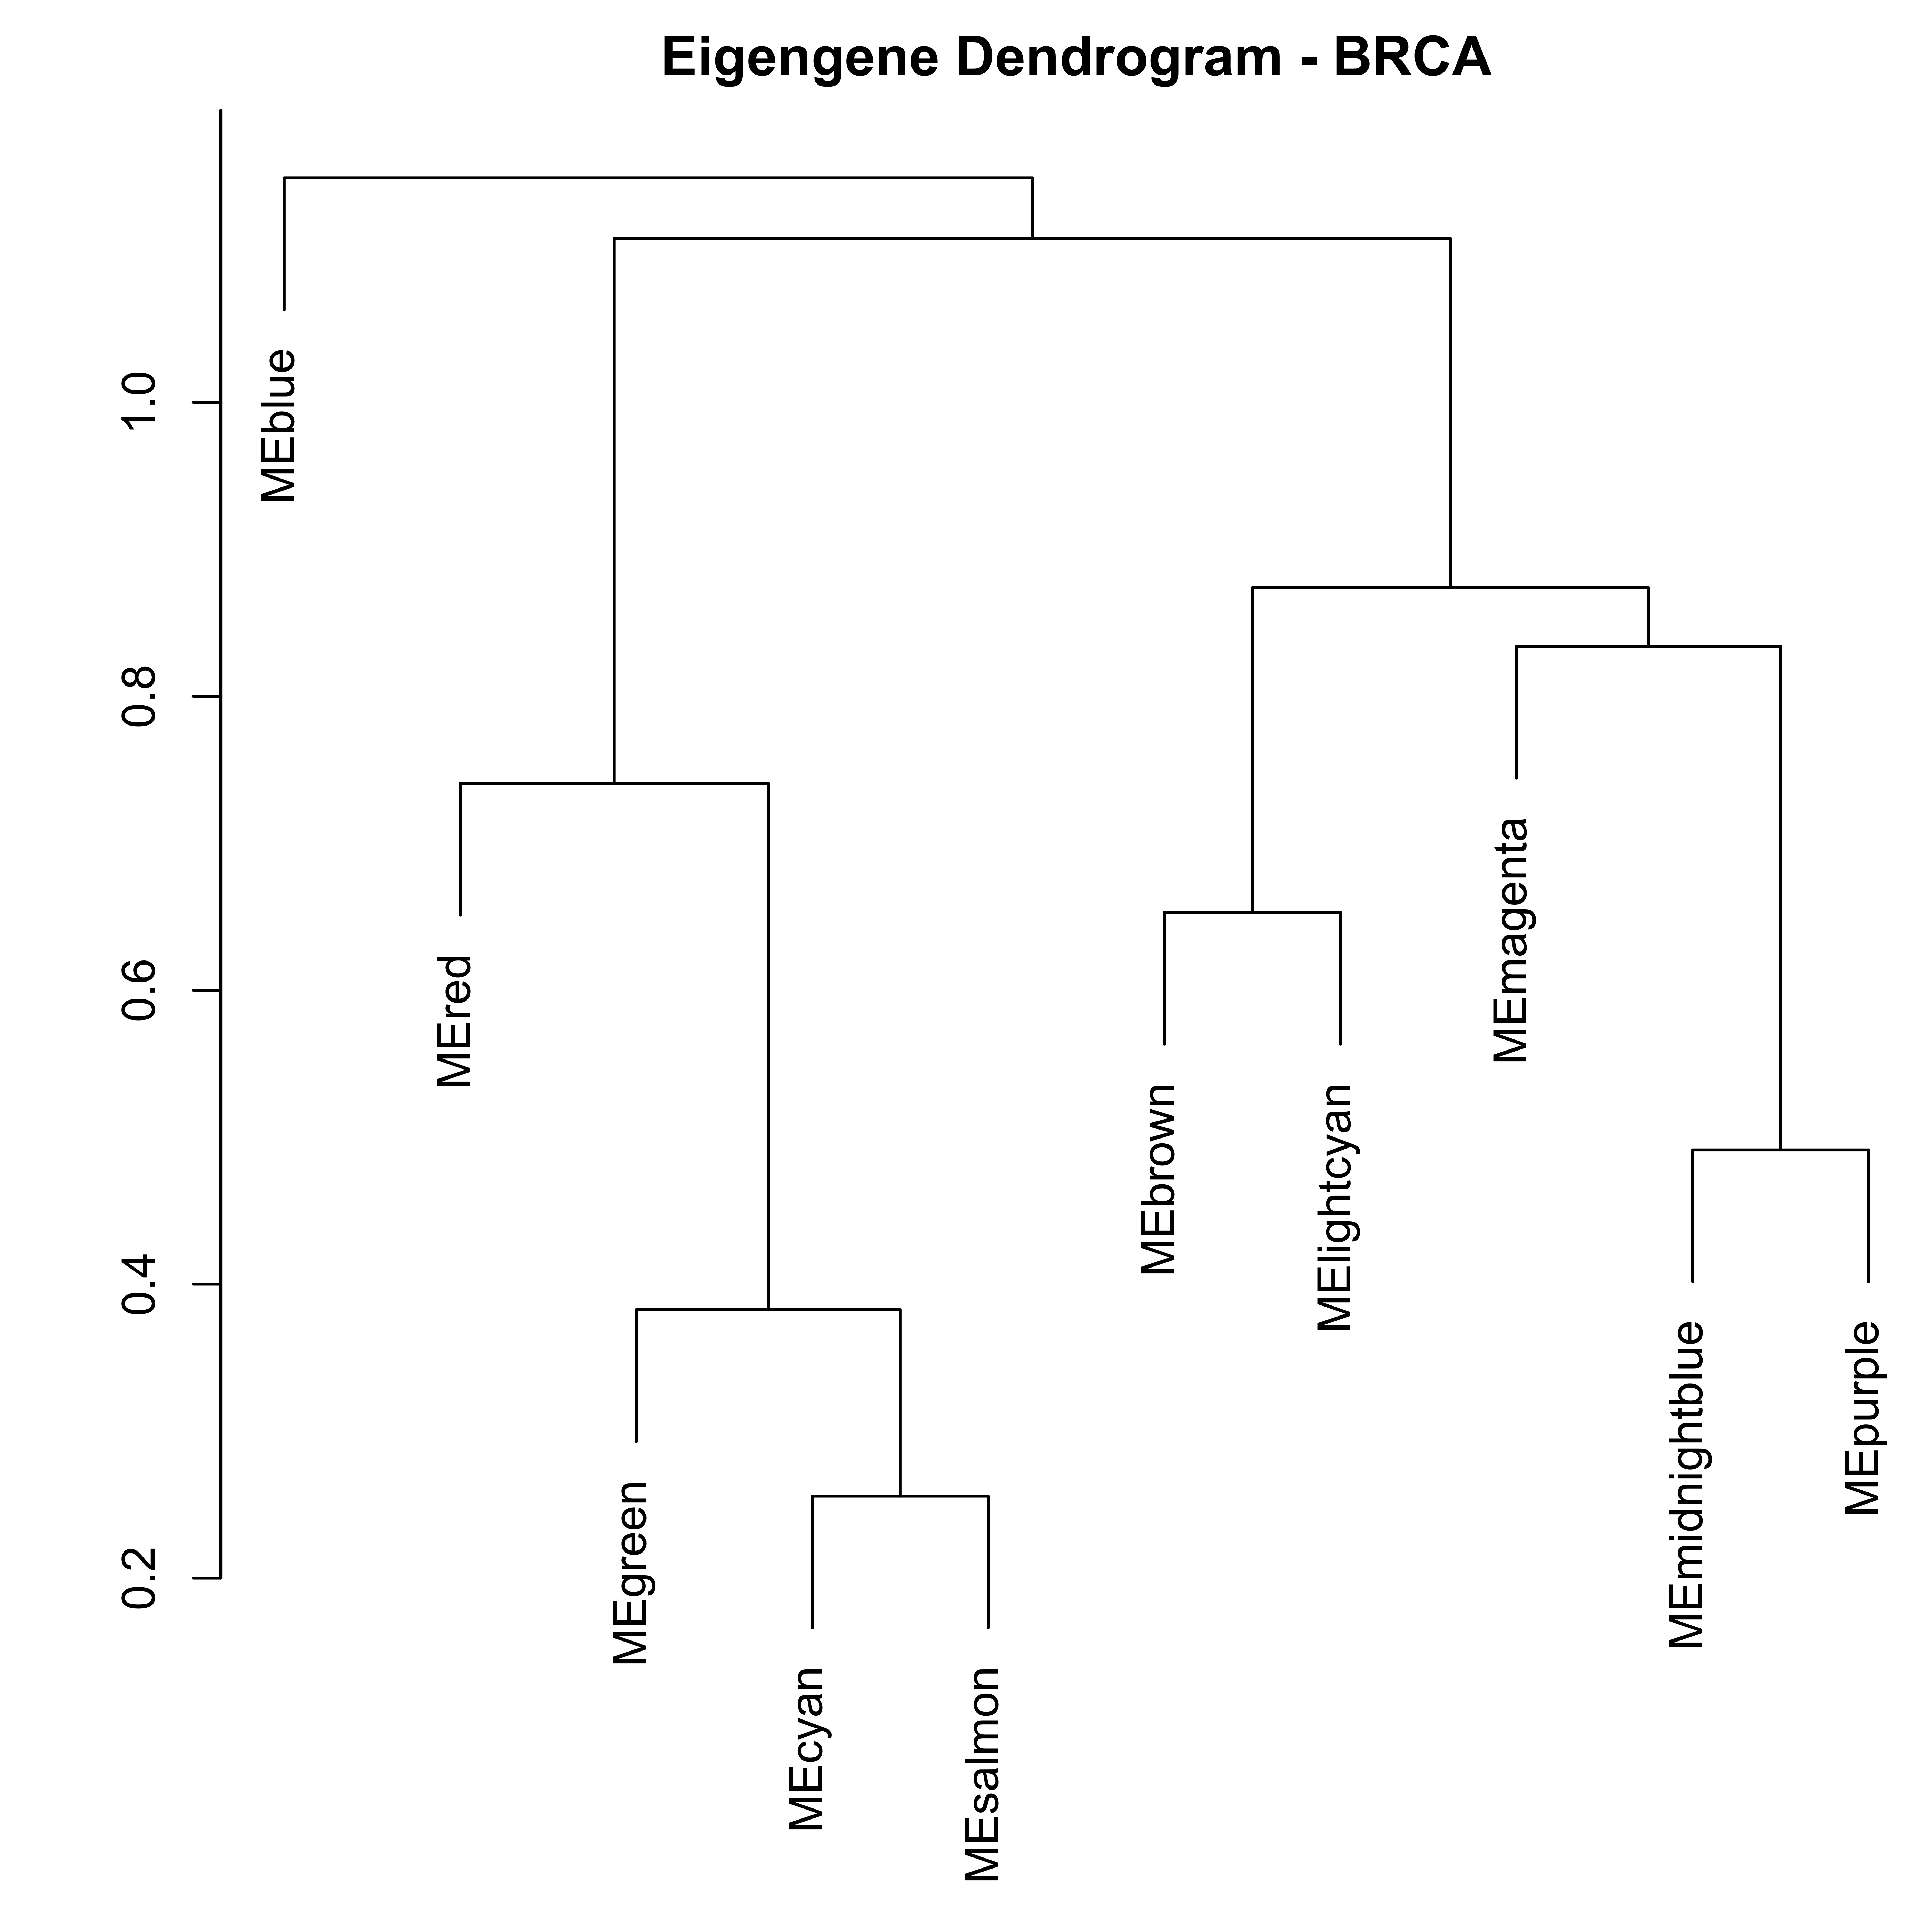 Eigengene Dendrogram - BRCA
1.0
0.8
0.6
0.4
0.2
MEblue
MEred
MEgreen
MEcyan
MEsalmon
MEbrown
MElightcyan
MEmagenta
MEmidnightblue
MEpurple